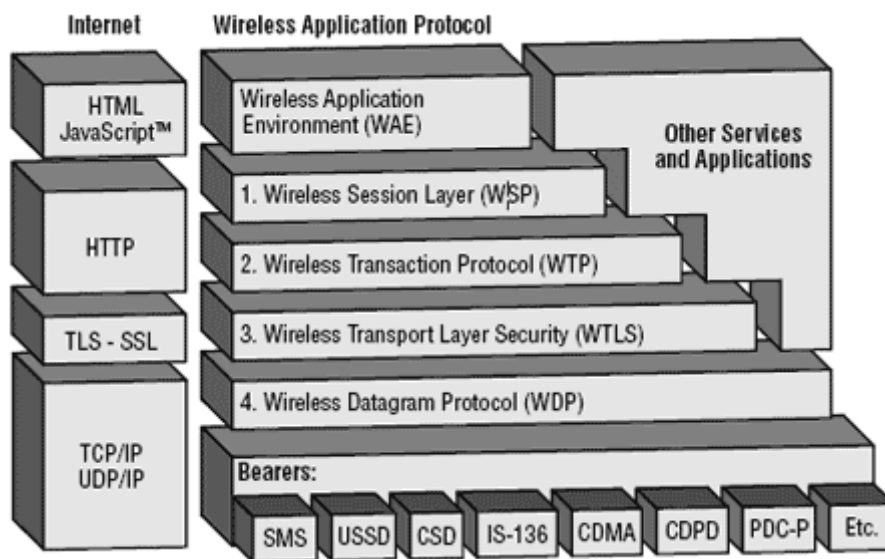 Internet
Wireless Application Protocol
HTML
JavaScript™
HTTP
TLS - SSL
TCP/IP
UDP/IP
Wireless Application
Environment (WAE)
Other Services
and Applications
1. Wireless Session Layer (WSP)
2. Wireless Transaction Protocol (WTP)
3. Wireless Transport Layer Security (WTLS)
4. Wireless Datagram Protocol (WDP)
Bearers:
SMS
USSD
CSD
IS-136
CDMA
CDPD
PDC-P
Etc.